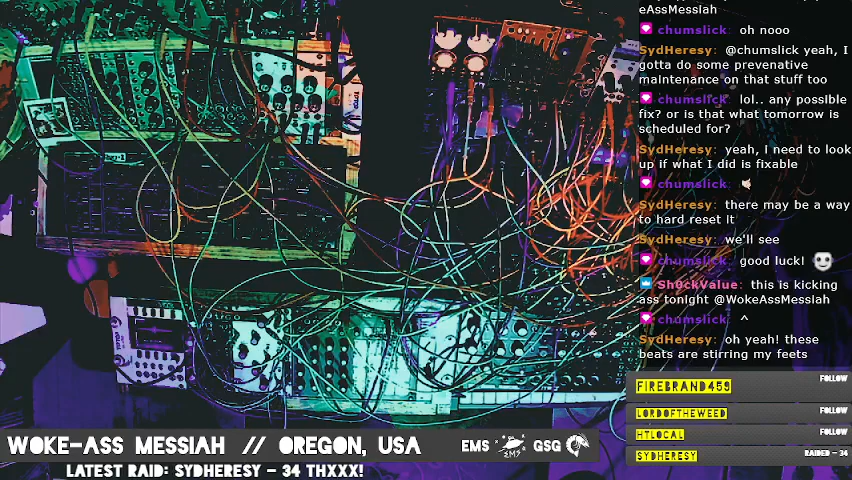 eAssMessiah
chumslick: oh nooo
SydHeresy: @chumslick yeah, I
gotta do some prevenative
maintenance on that stuff too
chumslick: lol.. any possible
fix? or is that what tomorrow is
scheduled for?
SydHeresy: yeah, i need to look
up if what I did is fixable
chumslick:
SydHeresy: there may be a way
to hard reset it
SydHeresy: we'll see
chumslick: good luck!
Sh0ckValue: this is kicking
ass tonight @WokeAssMessiah
chumslick: ^
SydHeresy: oh yeah! these
beats are stirring my feets
FIREBRAND459 FOLLOW
LORDOFTHEWEED FOLLOW
HTLOCAL FOLLOW
SYDHERESY RAIDED - 34
WOKE-ASS MESSIAH // OREGON, USA
EMS EMS GSG
LATEST RAID: SYDHERESY - 34 THXXX!